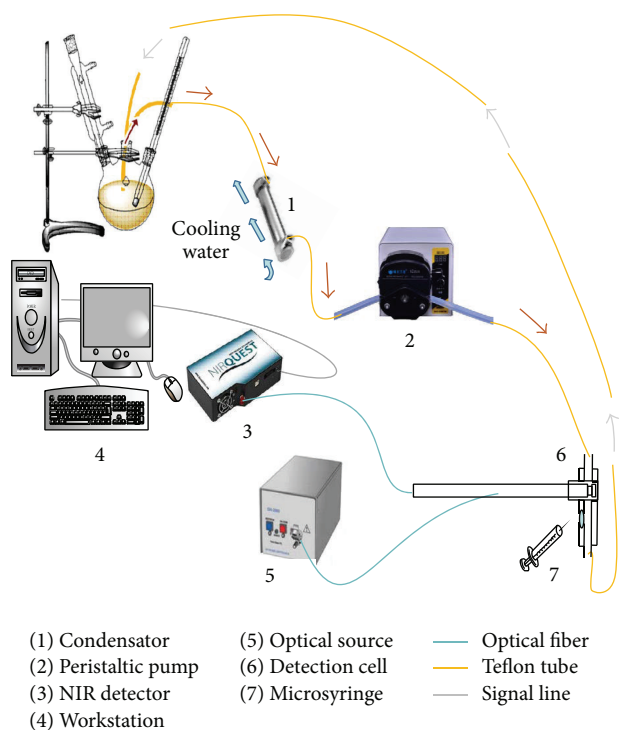 1
Cooling
water
2
NIRQUEST
3
4
5
6
7
(1) Condensator
(2) Peristaltic pump
(3) NIR detector
(4) Workstation
(5) Optical source
(6) Detection cell
(7) Microsyringe
Optical fiber
Teflon tube
Signal line